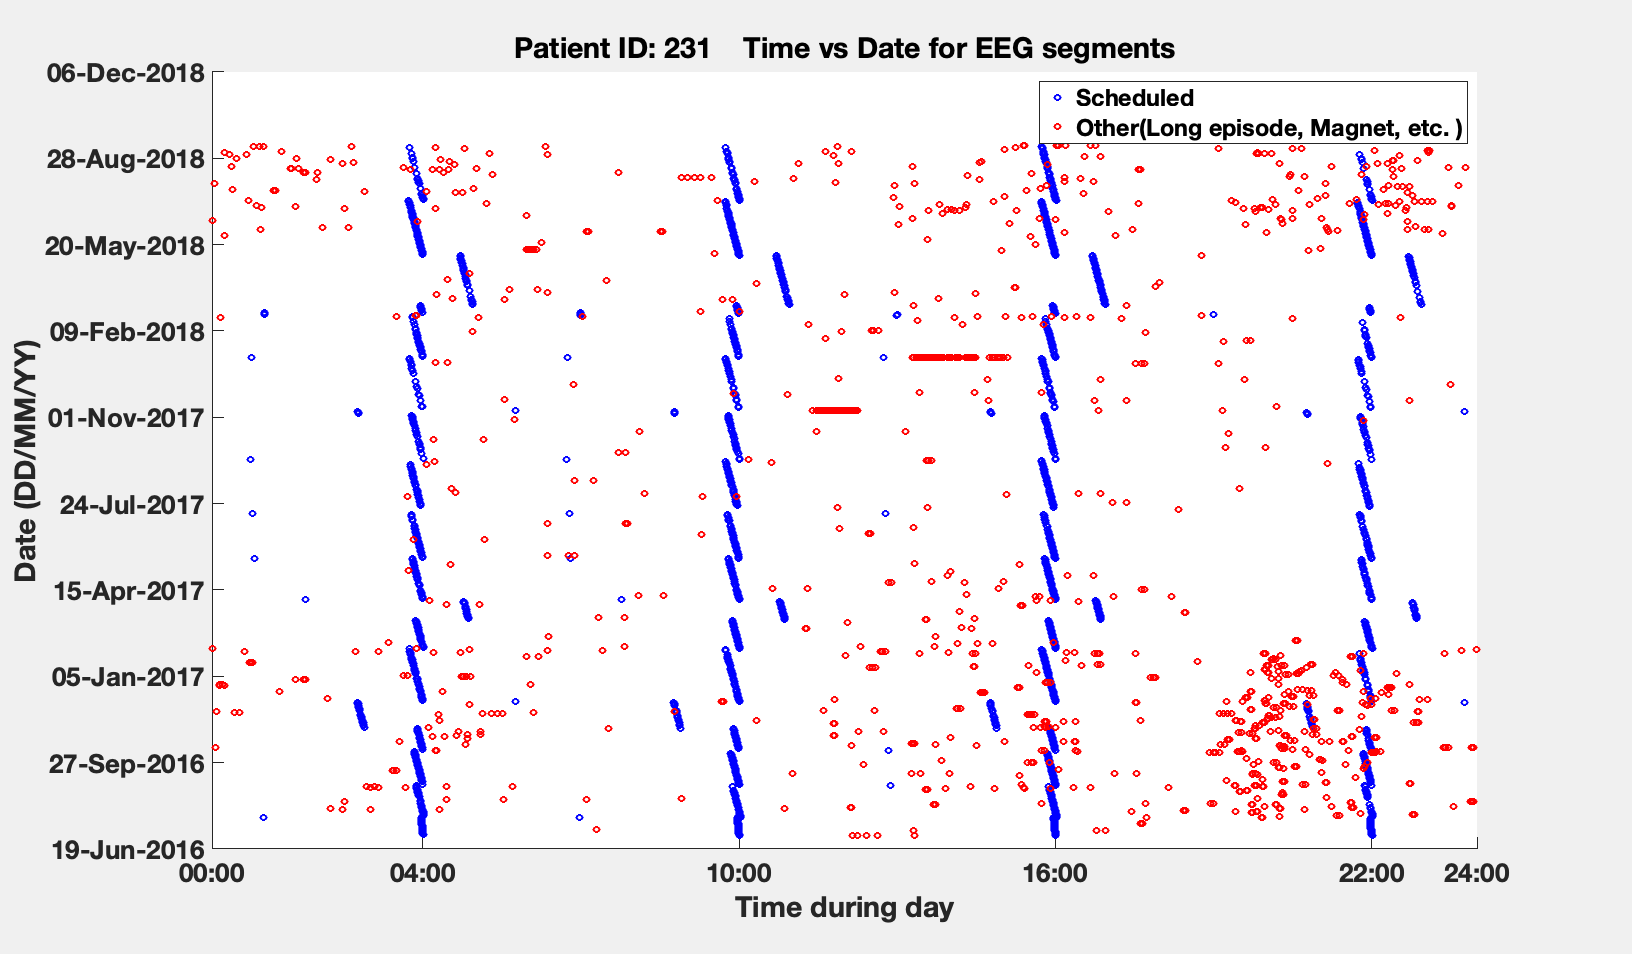 Patient ID: 231    Time vs Date for EEG segments
06-Dec-2018
28-Aug-2018
20-May-2018
09-Feb-2018
01-Nov-2017
24-Jul-2017
15-Apr-2017
05-Jan-2017
27-Sep-2016
19-Jun-2016
Date (DD/MM/YY)
Scheduled
Other(Long episode, Magnet, etc. )
00:00 04:00 10:00 16:00 22:00 24:00
Time during day